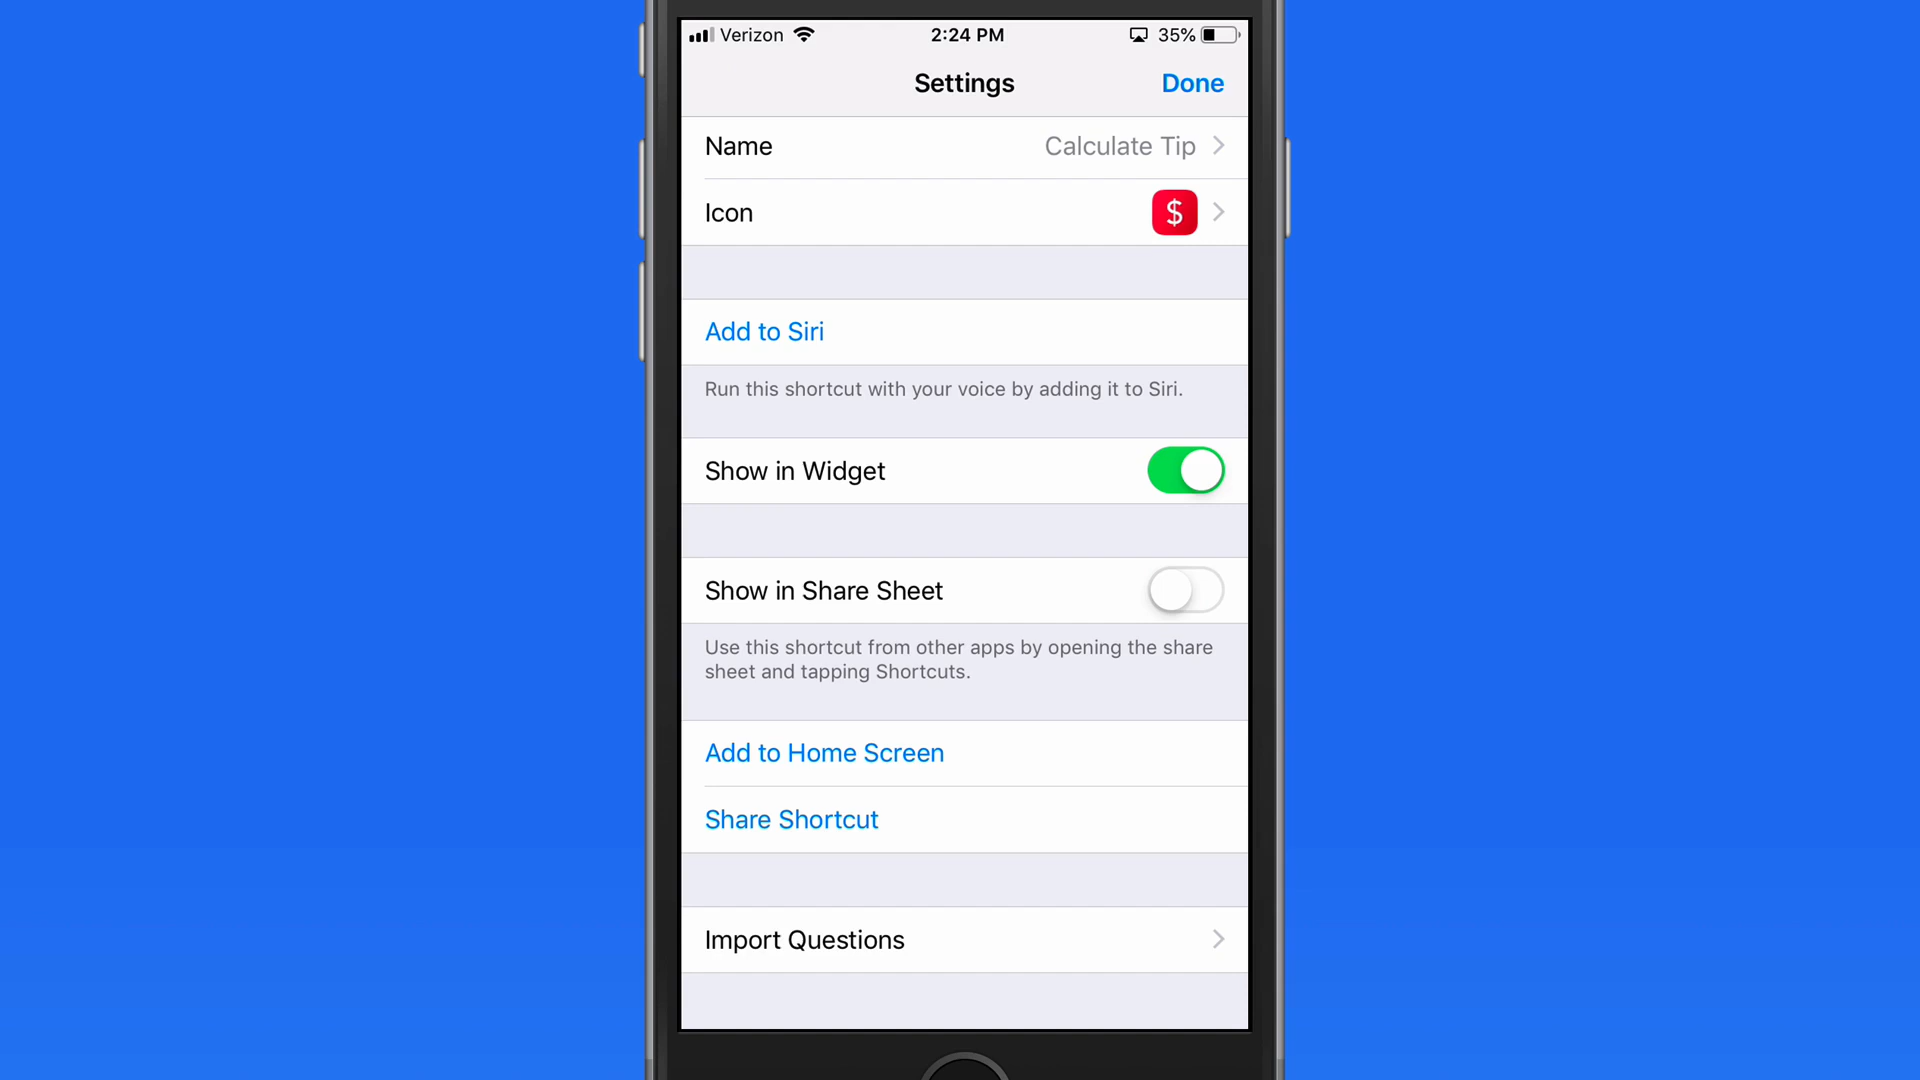 Verizon 2:24 PM 35%
Settings Done
Name Calculate Tip
Icon $
Add to Siri
Run this shortcut with your voice by adding it to Siri.
Show in Widget
Show in Share Sheet
Use this shortcut from other apps by opening the share
sheet and tapping Shortcuts.
Add to Home Screen
Share Shortcut
Import Questions